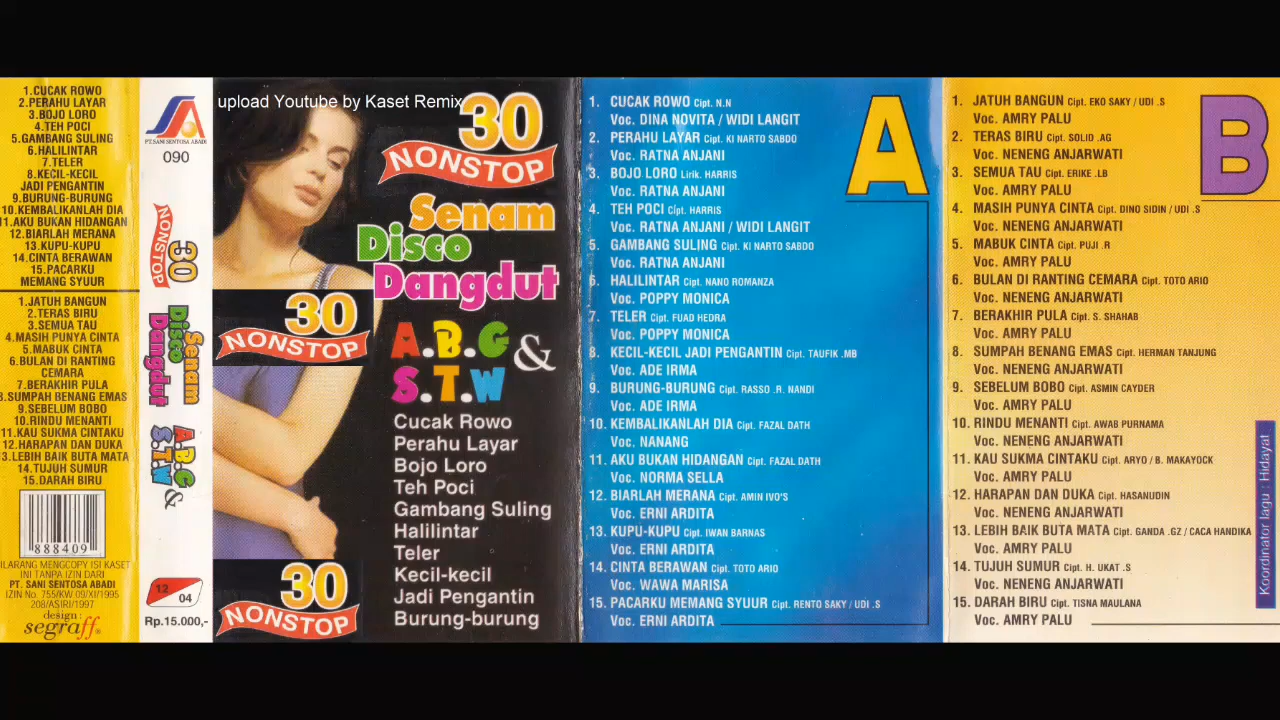 1.CUCAK ROWO
2.PERAHU LAYAR
3.BOJO LORO
4.TEH POCI
5.GAMBANG SULING
6.HALILINTAR
7.TELER
8.KECIL-KECIL
JADI PENGANTIN
9.BURUNG-BURUNG
10.KEMBALIKANLAH DIA
11.AKU BUKAN HIDANGAN
12.BIARLAH MERANA
13.KUPU-KUPU
14.CINTA BERAWAN
15.PACARKU
MEMANG SYUUR
1.JATUH BANGUN
2.TERAS BIRU
3.SEMUA TAU
4.MASIH PUNYA CINTA
5.MABUK CINTA
6.BULAN DI RANTING
CEMARA
7.BERAKHIR PULA
8.SUMPAH BENANG EMAS
9.SEBELUM BOBO
10.RINDU MENANTI
11.KAU SUKMA CINTAKU
12.HARAPAN DAN DUKA
13.LEBIH BAIK BUTA MATA
14.TUJUH SUMUR
15.DARAH BIRU
888409
ILARANG MENGCOPY ISI KASET
INI TANPA IZIN DARI
PT. SANI SENTOSA ABADI
IZIN No. 755/KW 09/XI/1995
208/ASIRI/1997
design :
segraff.®
PT. SANI SENTOSA ABADI
090
30
NONSTOP
Senam
Disco
Dangdut
A.B.G
&
S.T.W
12
04
Rp.15.000,-
upload Youtube by Kaset Remix
30
NONSTOP
Senam
Disco
Dangdut
30
NONSTOP
A.B.G
&
S.T.W
Cucak Rowo
Perahu Layar
Bojo Loro
Teh Poci
Gambang Suling
Halilintar
Teler
Kecil-kecil
Jadi Pengantin
Burung-burung
30
NONSTOP
A
1. CUCAK ROWO Cipt. N.N
Voc. DINA NOVITA / WIDI LANGIT
2. PERAHU LAYAR Cipt. KI NARTO SABDO
Voc. RATNA ANJANI
3. BOJO LORO Lirik. HARRIS
Voc. RATNA ANJANI
4. TEH POCI Cipt. HARRIS
Voc. RATNA ANJANI / WIDI LANGIT
5. GAMBANG SULING Cipt. KI NARTO SABDO
Voc. RATNA ANJANI
6. HALILINTAR Cipt. NANO ROMANZA
Voc. POPPY MONICA
7. TELER Cipt. FUAD HEDRA
Voc. POPPY MONICA
8. KECIL-KECIL JADI PENGANTIN Cipt. TAUFIK .MB
Voc. ADE IRMA
9. BURUNG-BURUNG Cipt. RASSO .R. NANDI
Voc. ADE IRMA
10. KEMBALIKANLAH DIA Cipt. FAZAL DATH
Voc. NANANG
11. AKU BUKAN HIDANGAN Cipt. FAZAL DATH
Voc. NORMA SELLA
12. BIARLAH MERANA Cipt. AMIN IVO'S
Voc. ERNI ARDITA
13. KUPU-KUPU Cipt. IWAN BARNAS
Voc. ERNI ARDITA
14. CINTA BERAWAN Cipt. TOTO ARIO
Voc. WAWA MARISA
15. PACARKU MEMANG SYUUR Cipt. RENTO SAKY / UDI .S
Voc. ERNI ARDITA
B
1. JATUH BANGUN Cipt. EKO SAKY / UDI .S
Voc. AMRY PALU
2. TERAS BIRU Cipt. SOLID .AG
Voc. NENENG ANJARWATI
3. SEMUA TAU Cipt. ERIKE .LB
Voc. AMRY PALU
4. MASIH PUNYA CINTA Cipt. DINO SIDIN / UDI .S
Voc. NENENG ANJARWATI
5. MABUK CINTA Cipt. PUJI .R
Voc. AMRY PALU
6. BULAN DI RANTING CEMARA Cipt. TOTO ARIO
Voc. NENENG ANJARWATI
7. BERAKHIR PULA Cipt. S. SHAHAB
Voc. AMRY PALU
8. SUMPAH BENANG EMAS Cipt. HERMAN TANJUNG
Voc. AMRY PALU
9. SEBELUM BOBO Cipt. ASMIN CAYDER
Voc. AMRY PALU
10. RINDU MENANTI Cipt. AWAB PURNAMA
Voc. NENENG ANJARWATI
11. KAU SUKMA CINTAKU Cipt. ARYO / B. MAKAYOCK
Voc. AMRY PALU
12. HARAPAN DAN DUKA Cipt. HASANUDIN
Voc. NENENG ANJARWATI
13. LEBIH BAIK BUTA MATA Cipt. GANDA .GZ / CACA HANDIKA
Voc. AMRY PALU
14. TUJUH SUMUR Cipt. H. UKAT .S
Voc. NENENG ANJARWATI
15. DARAH BIRU Cipt. TISNA MAULANA
Voc. AMRY PALU
Koordinator lagu : Hidayat